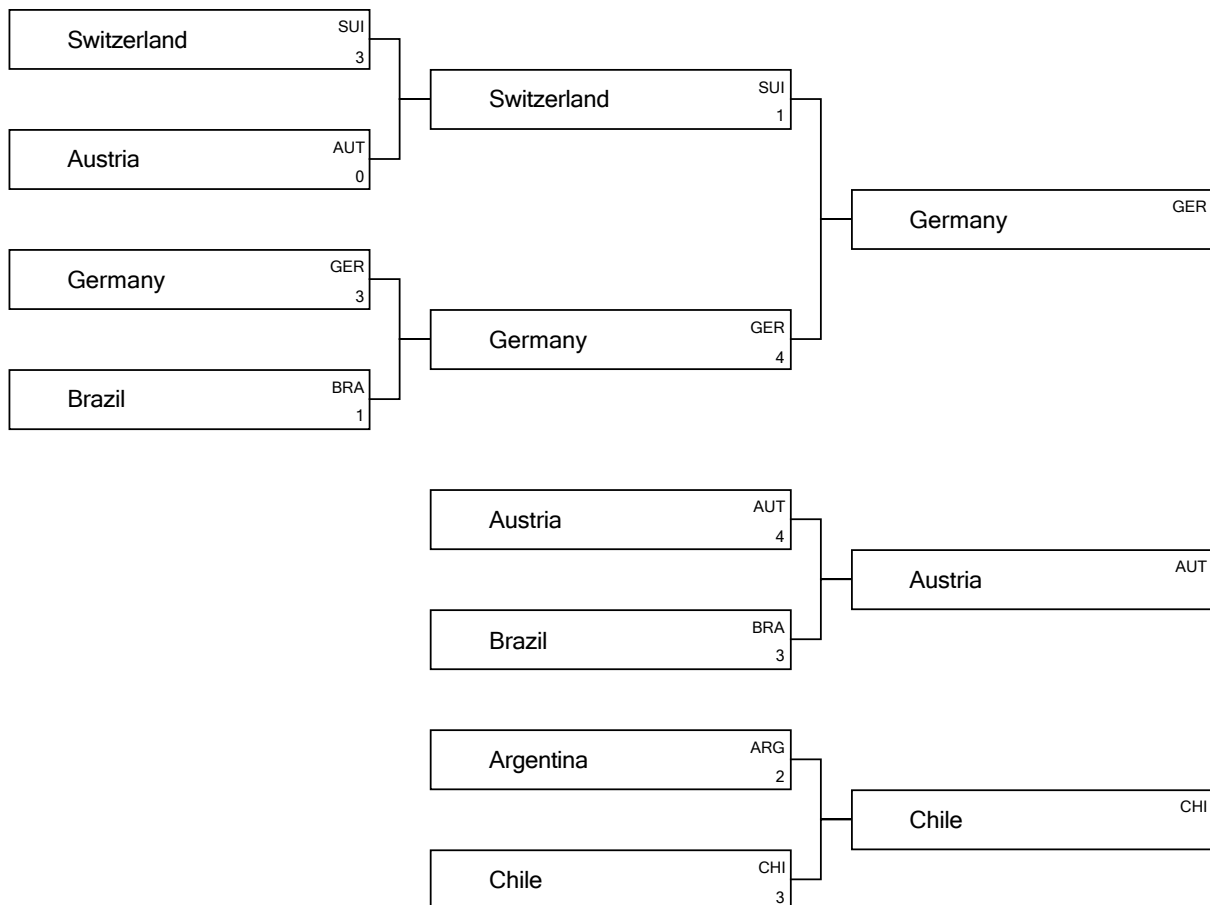 Switzerland SUI
3
Switzerland SUI
1
Austria AUT
0
Germany GER
Germany GER
3
Germany GER
4
Brazil BRA
1
Austria AUT
4
Austria AUT
Brazil BRA
3
Argentina ARG
2
Chile CHI
Chile CHI
3